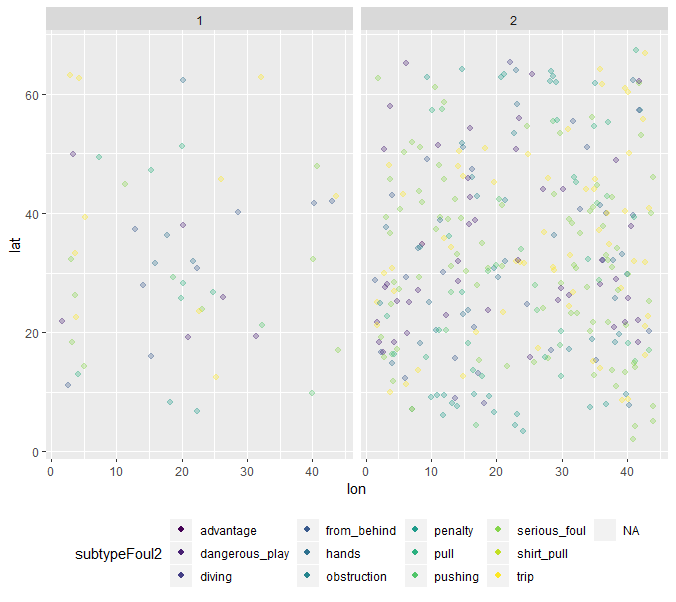 1 2
60
40
20
0
lat
0 10 20 30 40 0 10 20 30 40
lon
subtypeFoul2
advantage from_behind penalty serious_foul NA
dangerous_play hands pull shirt_pull
diving obstruction pushing trip